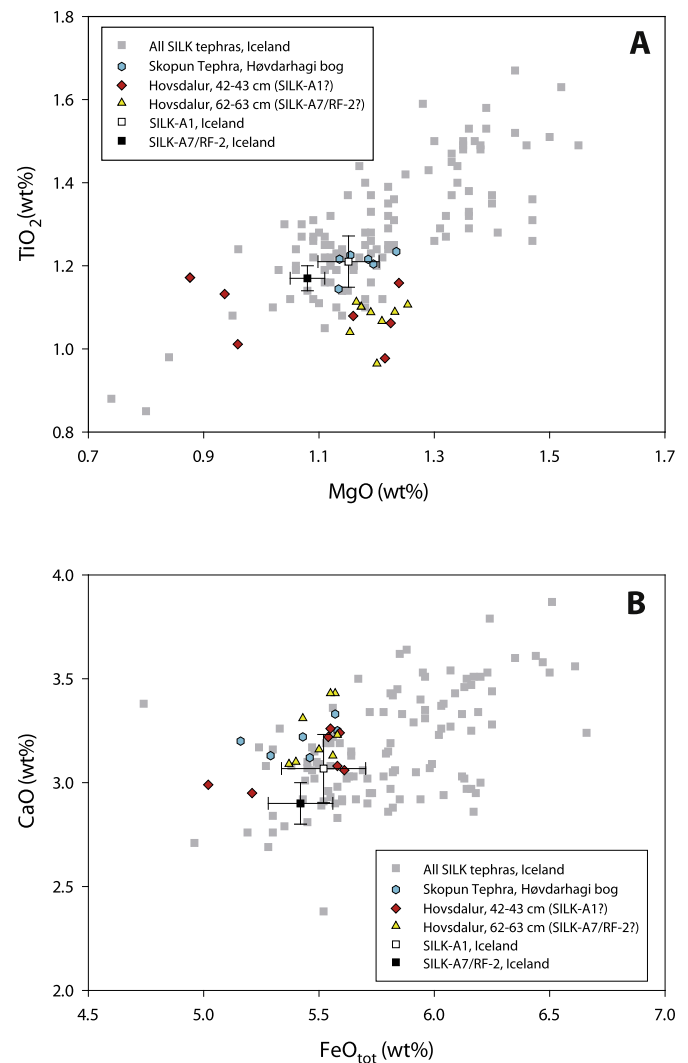 A
All SILK tephras, Iceland
Skopun Tephra, Høvdarhagi bog
Hovsdalur, 42-43 cm (SILK-A1?)
Hovsdalur, 62-63 cm (SILK-A7/RF-2?)
SILK-A1, Iceland
SILK-A7/RF-2, Iceland
1.8
1.6
1.4
1.2
1.0
0.8
TiO2(wt%)
0.7 0.9 1.1 1.3 1.5 1.7
MgO (wt%)
B
4.0
3.5
3.0
2.5
2.0
CaO (wt%)
All SILK tephras, Iceland
Skopun Tephra, Høvdarhagi bog
Hovsdalur, 42-43 cm (SILK-A1?)
Hovsdalur, 62-63 cm (SILK-A7/RF-2?)
SILK-A1, Iceland
SILK-A7/RF-2, Iceland
4.5 5.0 5.5 6.0 6.5 7.0
FeOtot (wt%)